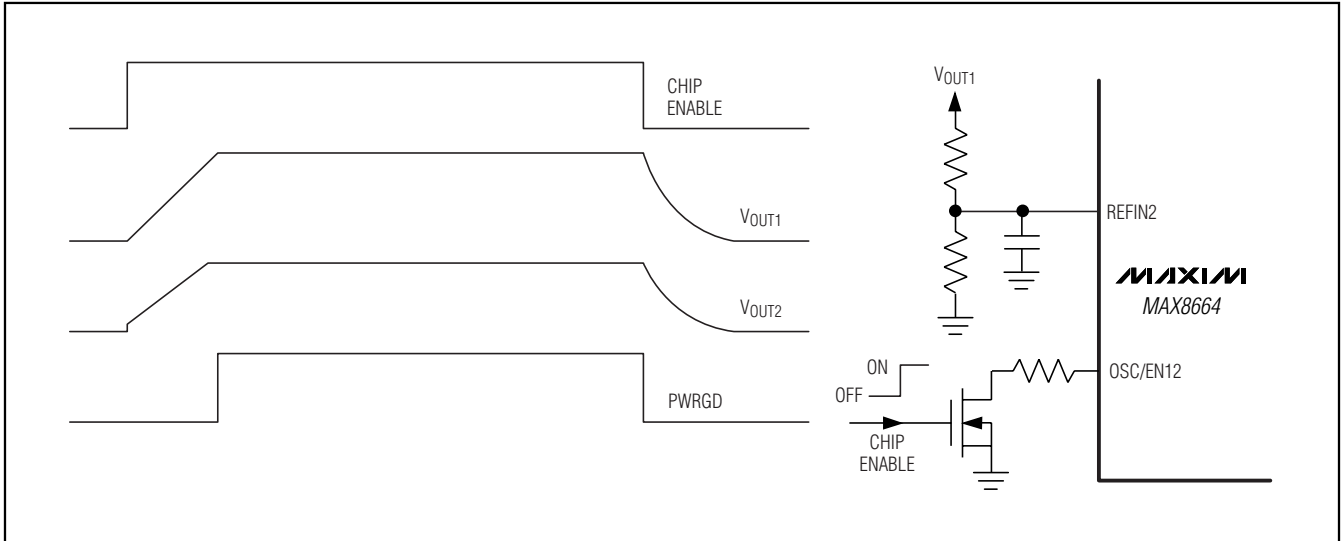 CHIP
ENABLE
VOUT1
VOUT2
PWRGD
VOUT1
REFIN2
MAXIM
MAX8664
OSC/EN12
ON
OFF
CHIP
ENABLE